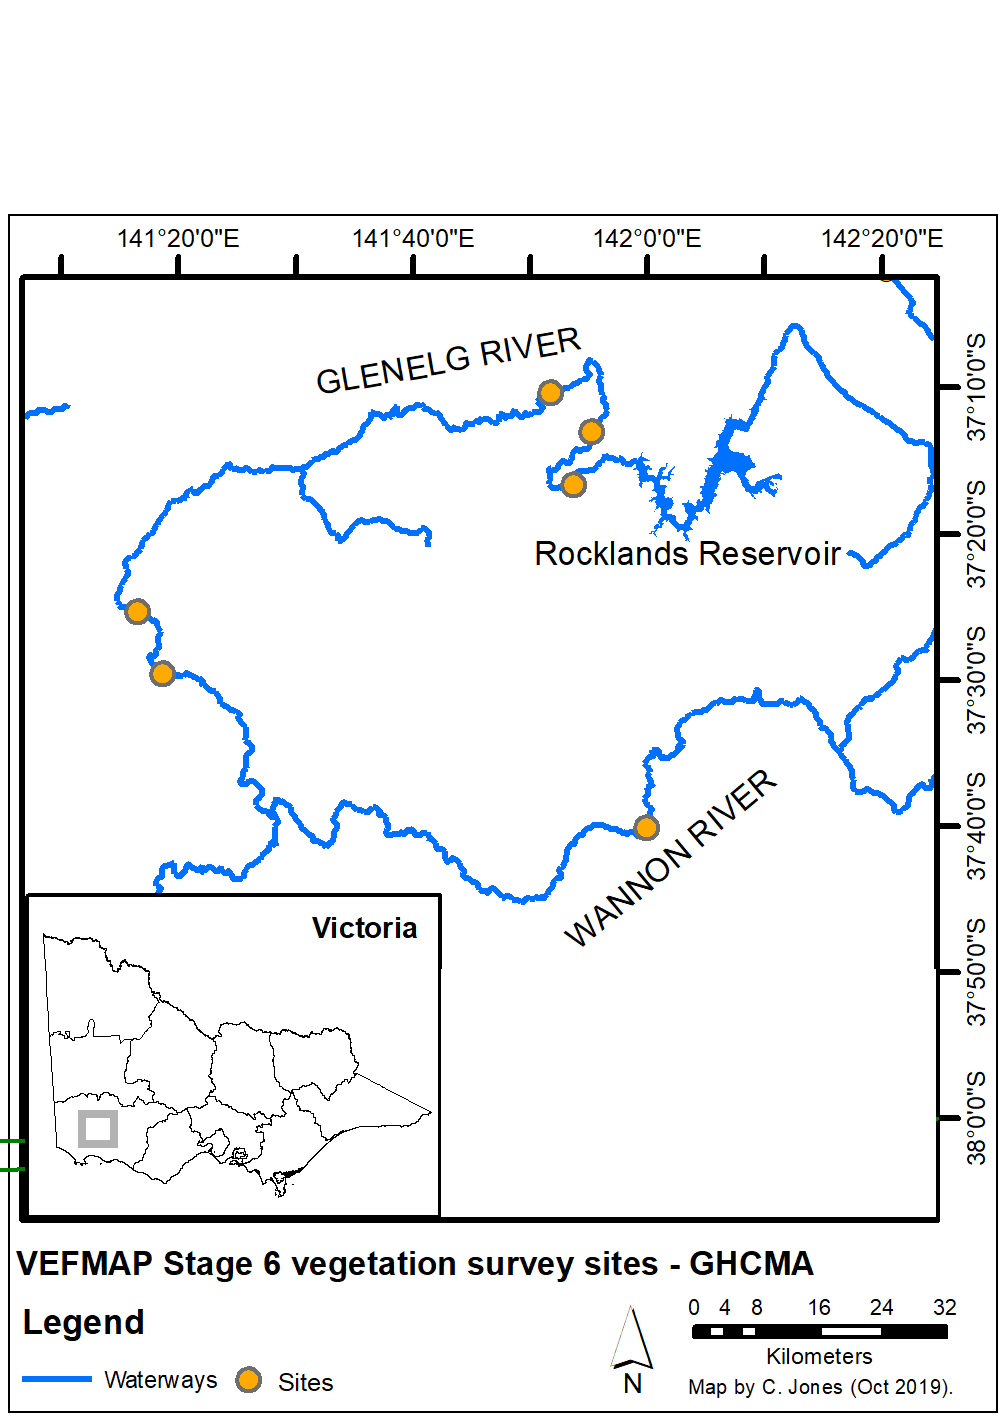 141°20'0"E 141°40'0"E 142°0'0"E 142°20'0"E
GLENELG RIVER
37°10'0"S
37°20'0"S
Rocklands Reservoir
37°30'0"S
37°40'0"S
WANNON RIVER
Victoria
37°50'0"S
38°0'0"S
VEFMAP Stage 6 vegetation survey sites - GHCMA
Legend
0 4 8 16 24 32
Kilometers
Waterways Sites
N
Map by C. Jones (Oct 2019).